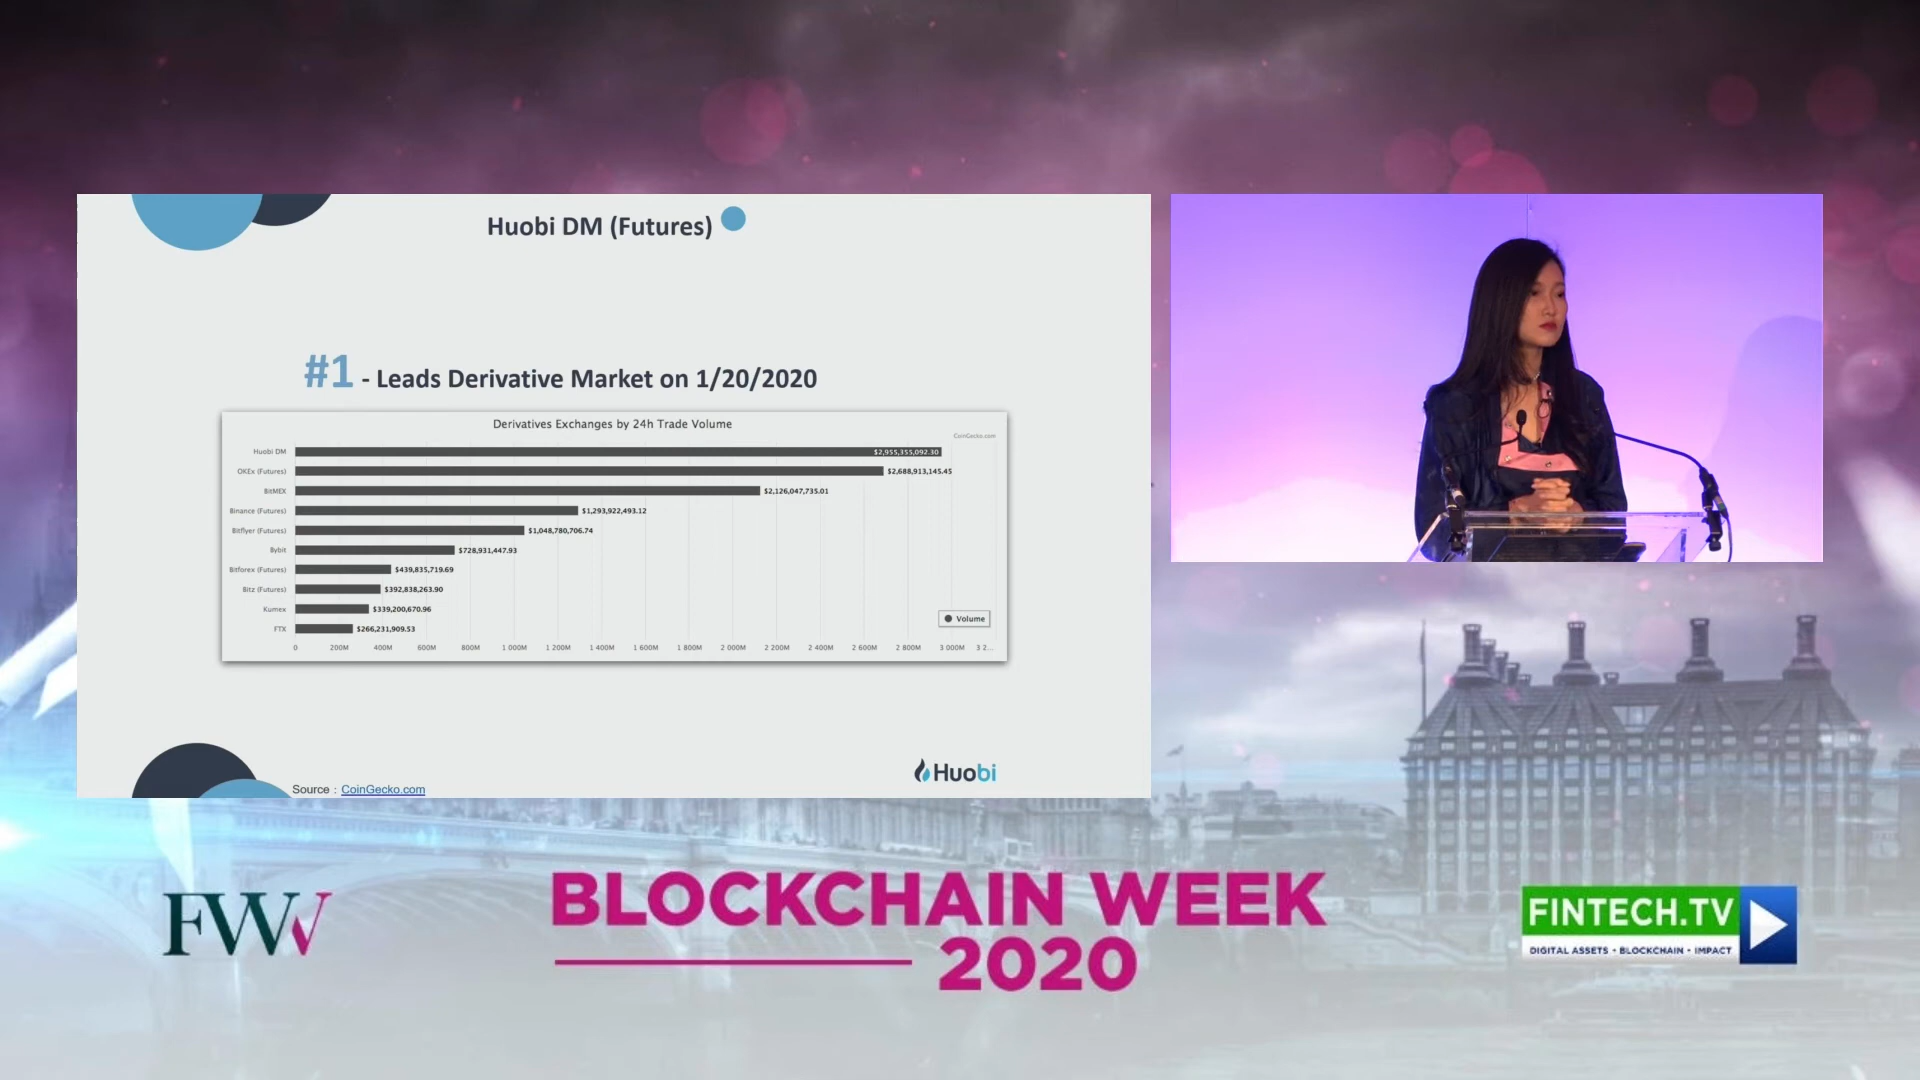 Huobi DM (Futures)
#1 - Leads Derivative Market on 1/20/2020
Derivatives Exchanges by 24h Trade Volume
CoinGecko.com
Huobi DM $2,955,355,092.30
OKEx (Futures) $2,688,913,145.45
BitMEX $2,126,047,735.01
Binance (Futures) $1,293,922,493.12
Bitflyer (Futures) $1,048,780,706.74
Bybit $728,931,447.93
Bitforex (Futures) $439,835,719.69
Bitz (Futures) $392,838,263.90
Kumex $339,200,670.96
FTX $266,231,909.53
Volume
0 200M 400M 600M 800M 1 000M 1 200M 1 400M 1 600M 1 800M 2 000M 2 200M 2 400M 2 600M 2 800M 3 000M 3 2...
Huobi
Source : CoinGecko.com
FWW
BLOCKCHAIN WEEK
2020
FINTECH.TV
DIGITAL ASSETS • BLOCKCHAIN • IMPACT